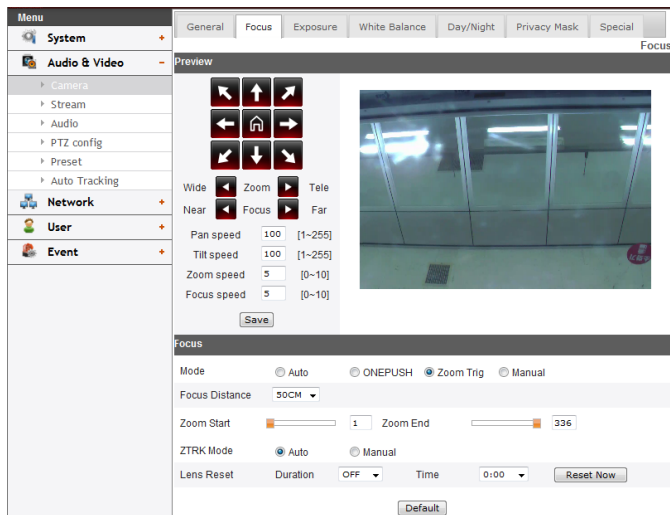 Menu
System +
Audio & Video -
Camera
Stream
Audio
PTZ config
Preset
Auto Tracking
Network +
User +
Event +
General Focus Exposure White Balance Day/Night Privacy Mask Special
Focus
Preview
Wide Zoom Tele
Near Focus Far
Pan speed 100 [1~255]
Tilt speed 100 [1~255]
Zoom speed 5 [0~10]
Focus speed 5 [0~10]
Save
Focus
Mode Auto ONEPUSH Zoom Trig Manual
Focus Distance 50CM
Zoom Start 1 Zoom End 336
ZTRK Mode Auto Manual
Lens Reset Duration OFF Time 0:00 Reset Now
Default